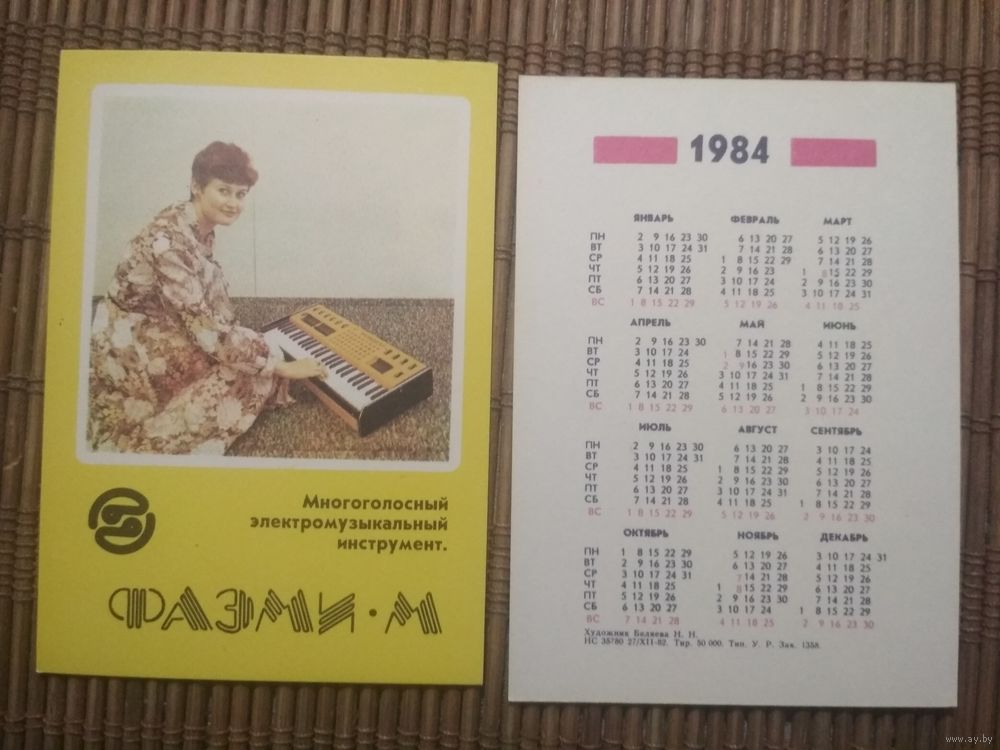 Многоголосный
электромузыкальный
инструмент.
ФАЗМИ·М
1984
ЯНВАРЬ ФЕВРАЛЬ МАРТ
ПН 2 9 16 23 30 6 13 20 27 5 12 19 26
ВТ 3 10 17 24 31 7 14 21 28 6 13 20 27
СР 4 11 18 25 1 8 15 22 29 7 14 21 28
ЧТ 5 12 19 26 2 9 16 23 1 8 15 22 29
ПТ 6 13 20 27 3 10 17 24 2 9 16 23 30
СБ 7 14 21 28 4 11 18 25 3 10 17 24 31
ВС 1 8 15 22 29 5 12 19 26 4 11 18 25
АПРЕЛЬ МАЙ ИЮНЬ
ПН 2 9 16 23 30 7 14 21 28 4 11 18 25
ВТ 3 10 17 24 1 8 15 22 29 5 12 19 26
СР 4 11 18 25 2 9 16 23 30 6 13 20 27
ЧТ 5 12 19 26 3 10 17 24 31 7 14 21 28
ПТ 6 13 20 27 4 11 18 25 1 8 15 22 29
СБ 7 14 21 28 5 12 19 26 2 9 16 23 30
ВС 1 8 15 22 29 6 13 20 27 3 10 17 24
ИЮЛЬ АВГУСТ СЕНТЯБРЬ
ПН 2 9 16 23 30 6 13 20 27 3 10 17 24
ВТ 3 10 17 24 31 7 14 21 28 4 11 18 25
СР 4 11 18 25 1 8 15 22 29 5 12 19 26
ЧТ 5 12 19 26 2 9 16 23 30 6 13 20 27
ПТ 6 13 20 27 3 10 17 24 31 7 14 21 28
СБ 7 14 21 28 4 11 18 25 1 8 15 22 29
ВС 1 8 15 22 29 5 12 19 26 2 9 16 23 30
ОКТЯБРЬ НОЯБРЬ ДЕКАБРЬ
ПН 1 8 15 22 29 5 12 19 26 3 10 17 24 31
ВТ 2 9 16 23 30 6 13 20 27 4 11 18 25
СР 3 10 17 24 31 7 14 21 28 5 12 19 26
ЧТ 4 11 18 25 1 8 15 22 29 6 13 20 27
ПТ 5 12 19 26 2 9 16 23 30 7 14 21 28
СБ 6 13 20 27 3 10 17 24 1 8 15 22 29
ВС 7 14 21 28 4 11 18 25 2 9 16 23 30
Художник Беляева Н. Н.
НС 35780 27/XII-82. Тир. 50 000. Тип. У. Р. Зак. 1358.
www.ay.by